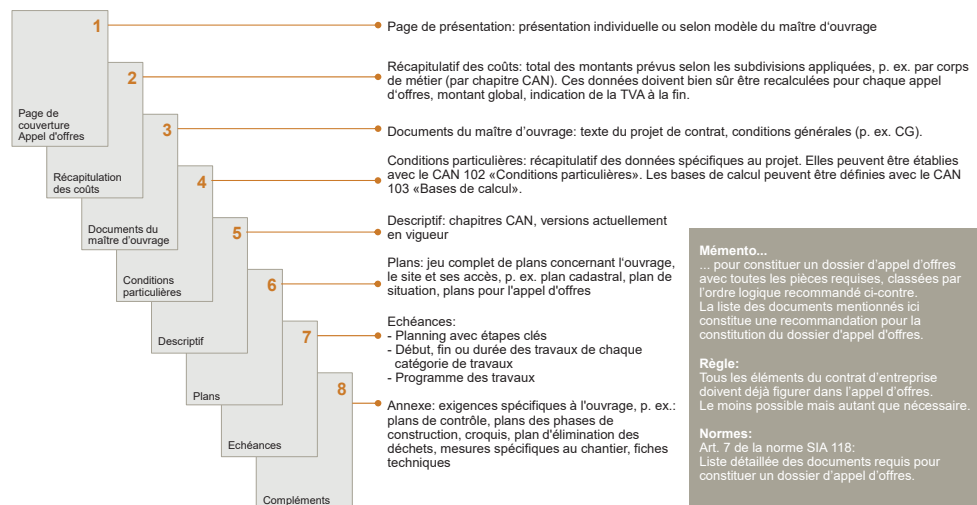 1
Page de
couverture
Appel d'offres
Page de présentation: présentation individuelle ou selon modèle du maître d'ouvrage
2
Récapitulation
des coûts
Récapitulatif des coûts: total des montants prévus selon les subdivisions appliquées, p. ex. par corps
de métier (par chapitre CAN). Ces données doivent bien sûr être recalculées pour chaque appel
d'offres, montant global, indication de la TVA à la fin.
3
Documents du
maître d'ouvrage
Documents du maître d'ouvrage: texte du projet de contrat, conditions générales (p. ex. CG).
4
Conditions
particulières
Conditions particulières: récapitulatif des données spécifiques au projet. Elles peuvent être établies
avec le CAN 102 «Conditions particulières». Les bases de calcul peuvent être définies avec le CAN
103 «Bases de calcul».
5
Descriptif
Descriptif: chapitres CAN, versions actuellement
en vigueur
6
Plans
Plans: jeu complet de plans concernant l'ouvrage,
le site et ses accès, p. ex. plan cadastral, plan de
situation, plans pour l'appel d'offres
7
Echéances
Echéances:
- Planning avec étapes clés
- Début, fin ou durée des travaux de chaque
catégorie de travaux
- Programme des travaux
8
Compléments
Annexe: exigences spécifiques à l'ouvrage, p. ex.:
plans de contrôle, plans des phases de
construction, croquis, plan d'élimination des
déchets, mesures spécifiques au chantier, fiches
techniques
Mémento...
... pour constituer un dossier d'appel d'offres
avec toutes les pièces requises, classées par
l'ordre logique recommandé ci-contre.
La liste des documents mentionnés ici
constitue une recommandation pour la
constitution du dossier d'appel d'offres.
Règle:
Tous les éléments du contrat d'entreprise
doivent déjà figurer dans l'appel d'offres.
Le moins possible mais autant que nécessaire.
Normes:
Art. 7 de la norme SIA 118:
Liste détaillée des documents requis pour
constituer un dossier d'appel d'offres.